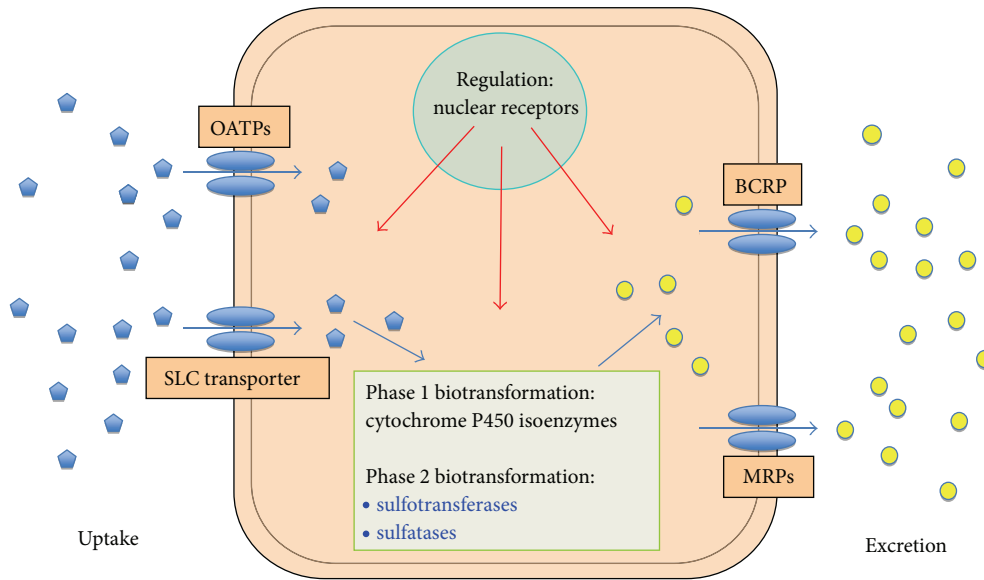 Regulation:
nuclear receptors
OATPs
BCRP
SLC transporter
Phase 1 biotransformation:
cytochrome P450 isoenzymes
Phase 2 biotransformation:
• sulfotransferases
• sulfatases
MRPs
Uptake
Excretion